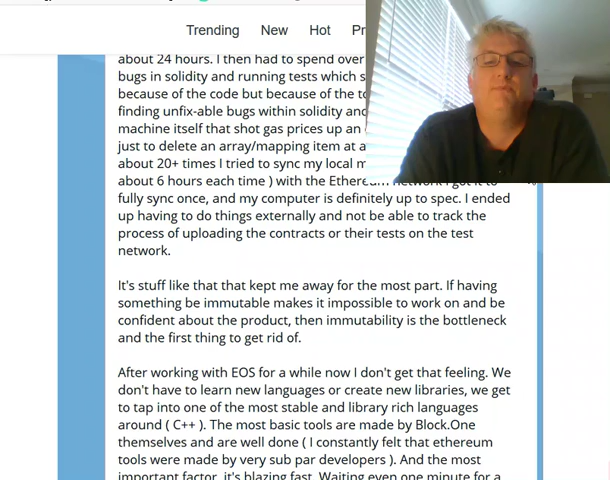 Trending New Hot
about 24 hours. I then had to spend over
bugs in solidity and running tests which s
because of the code but because of the to
finding unfix-able bugs within solidity and
machine itself that shot gas prices up an
just to delete an array/mapping item at a
about 20+ times I tried to sync my local m
about 6 hours each time ) with the Ethereum network I got it to
fully sync once, and my computer is definitely up to spec. I ended
up having to do things externally and not be able to track the
process of uploading the contracts or their tests on the test
network.
It's stuff like that that kept me away for the most part. If having
something be immutable makes it impossible to work on and be
confident about the product, then immutability is the bottleneck
and the first thing to get rid of.
After working with EOS for a while now I don't get that feeling. We
don't have to learn new languages or create new libraries, we get
to tap into one of the most stable and library rich languages
around ( C++ ). The most basic tools are made by Block.One
themselves and are well done ( I constantly felt that ethereum
tools were made by very sub par developers ). And the most
important factor, it's blazing fast. Waiting even one minute for a